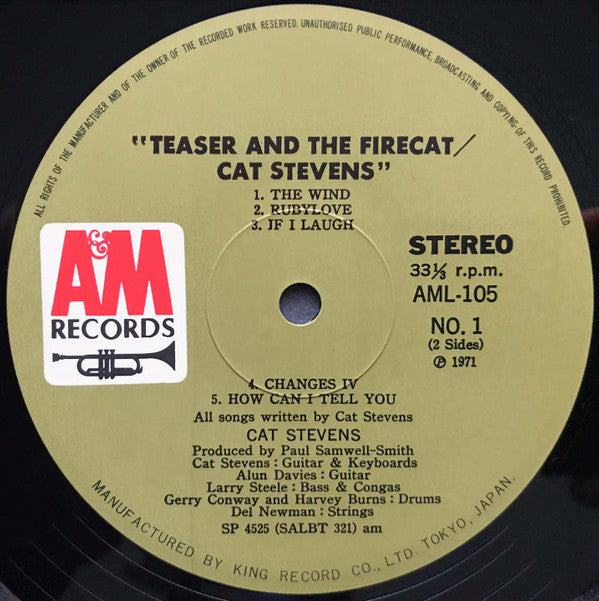 ALL RIGHTS OF THE MANUFACTURER AND OF THE OWNER OF THE RECORDED WORK RESERVED. UNAUTHORISED PUBLIC PERFORMANCE, BROADCASTING AND COPYING OF THIS RECORD PROHIBITED.
"TEASER AND THE FIRECAT/
CAT STEVENS"
1. THE WIND
2. RUBYLOVE
3. IF I LAUGH
A&M
RECORDS
STEREO
33⅓ r.p.m.
AML-105
NO. 1
(2 Sides)
Ⓟ 1971
4. CHANGES IV
5. HOW CAN I TELL YOU
All songs written by Cat Stevens
CAT STEVENS
Produced by Paul Samwell-Smith
Cat Stevens : Guitar & Keyboards
Alun Davies : Guitar
Larry Steele : Bass & Congas
Gerry Conway and Harvey Burns : Drums
Del Newman : Strings
SP 4525 (SALBT 321) am
MANUFACTURED BY KING RECORD CO., LTD. TOKYO, JAPAN.